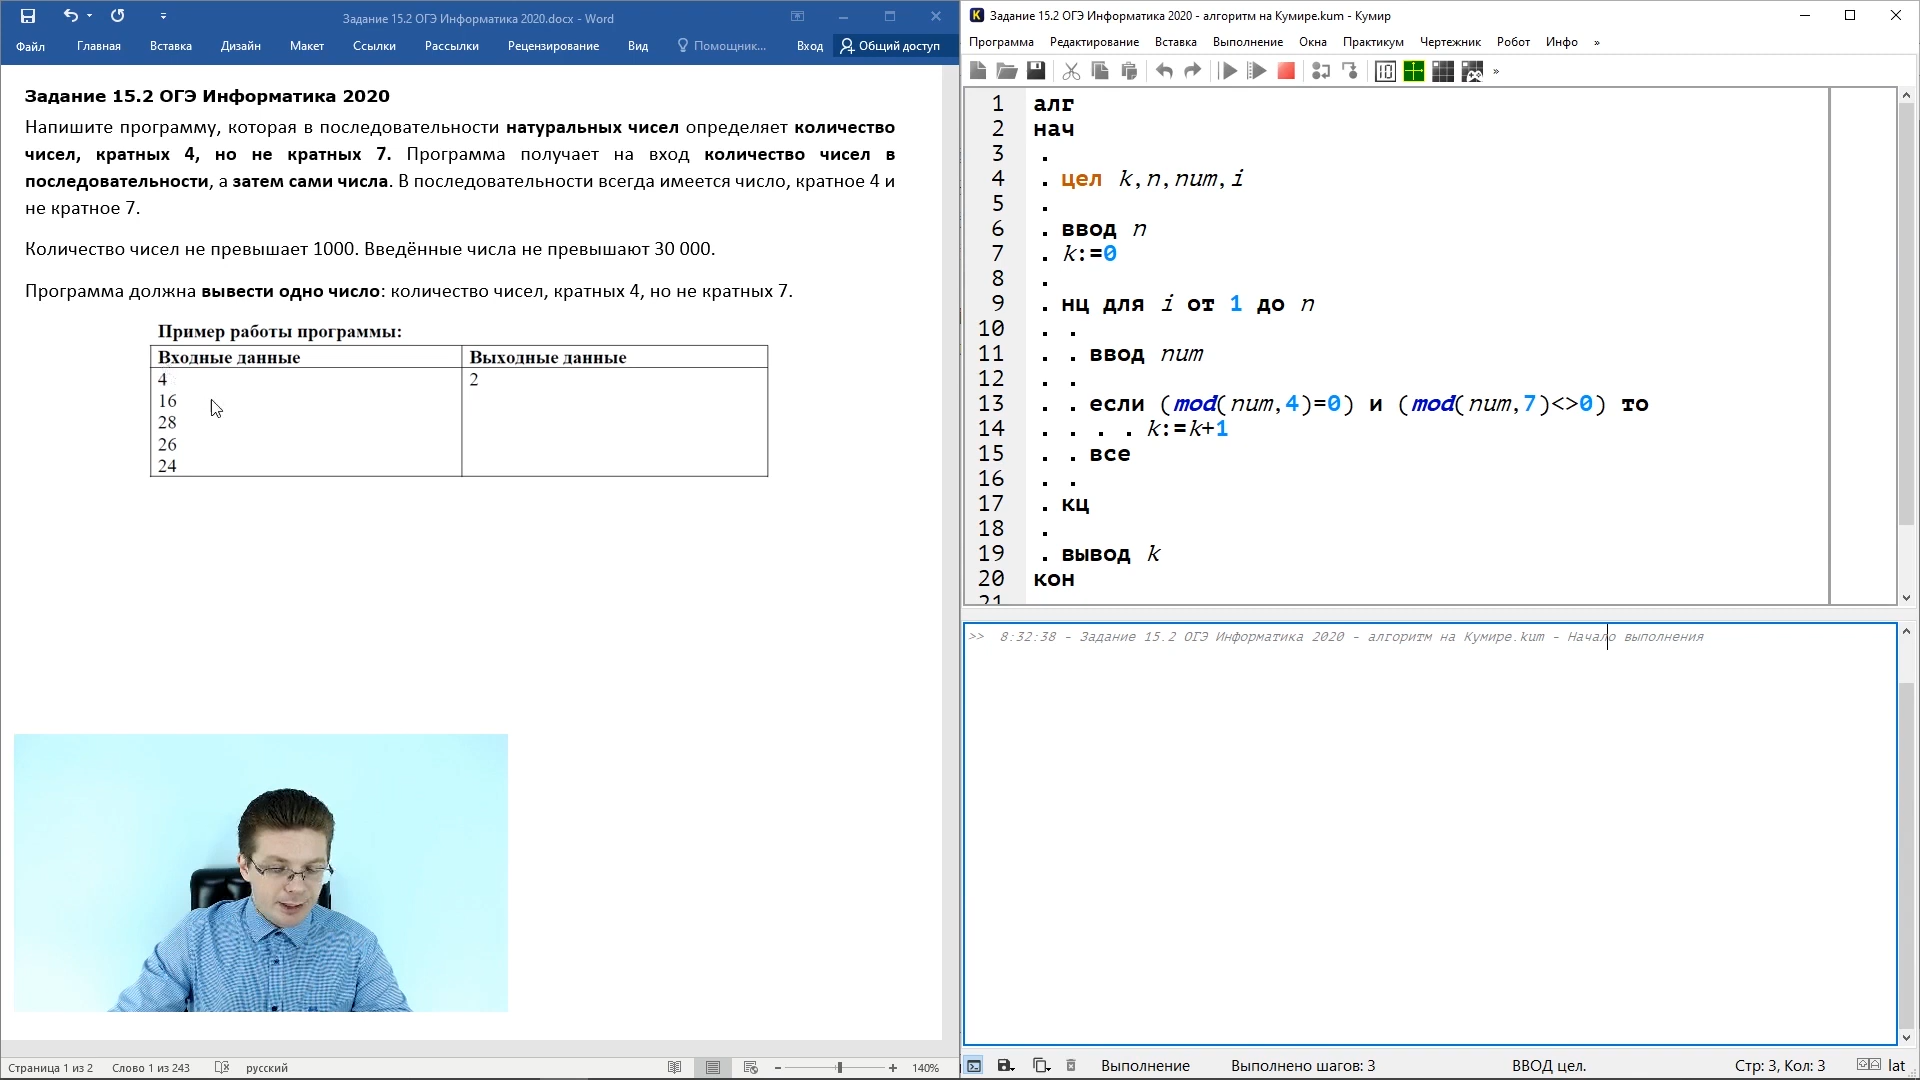 Задание 15.2 ОГЭ Информатика 2020.docx - Word
Файл Главная Вставка Дизайн Макет Ссылки Рассылки Рецензирование Вид Помощник... Вход Общий доступ
Задание 15.2 ОГЭ Информатика 2020
Напишите программу, которая в последовательности натуральных чисел определяет количество
чисел, кратных 4, но не кратных 7. Программа получает на вход количество чисел в
последовательности, а затем сами числа. В последовательности всегда имеется число, кратное 4 и
не кратное 7.
Количество чисел не превышает 1000. Введённые числа не превышают 30 000.
Программа должна вывести одно число: количество чисел, кратных 4, но не кратных 7.
Пример работы программы:
Входные данные Выходные данные
4 2
16
28
26
24
Страница 1 из 2 Слово 1 из 243 русский 140%
Задание 15.2 ОГЭ Информатика 2020 - алгоритм на Кумире.kum - Кумир
Программа Редактирование Вставка Выполнение Окна Практикум Чертежник Робот Инфо »
1 алг
2 нач
3 .
4 . цел k,n,num,i
5 .
6 . ввод n
7 . k:=0
8 .
9 . нц для i от 1 до n
10 . .
11 . . ввод num
12 . .
13 . . если (mod(num,4)=0) и (mod(num,7)<>0) то
14 . . . . k:=k+1
15 . . все
16 . .
17 . кц
18 .
19 . вывод k
20 кон
21
>> 8:32:38 - Задание 15.2 ОГЭ Информатика 2020 - алгоритм на Кумире.kum - Начало выполнения
Выполнение Выполнено шагов: 3 ВВОД цел. Стр: 3, Кол: 3 lat